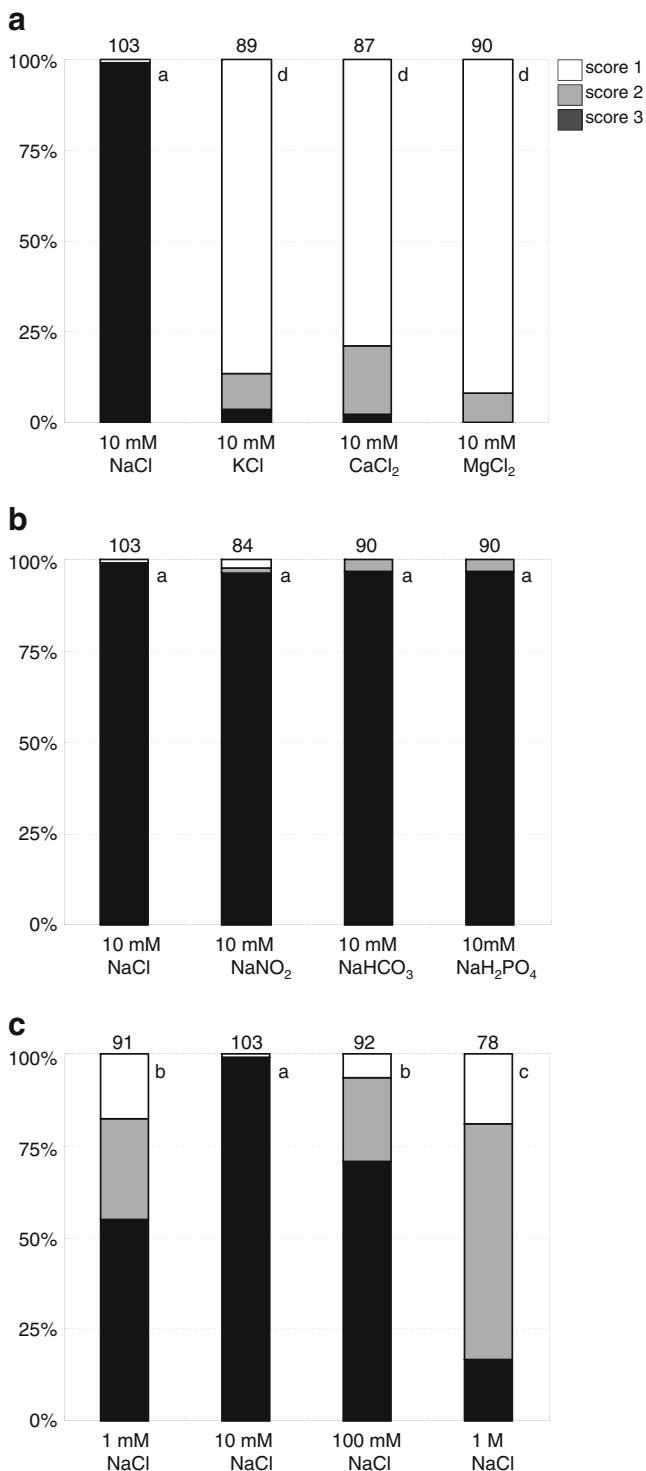 a
103 89 87 90
100% a d d d
score 1
score 2
score 3
75%
50%
25%
0%
10 mM 10 mM 10 mM 10 mM
NaCl KCl CaCl₂ MgCl₂
b
103 84 90 90
100% a a a a
75%
50%
25%
0%
10 mM 10 mM 10 mM 10mM
NaCl NaNO₂ NaHCO₃ NaH₂PO₄
c
91 103 92 78
100% b a b c
75%
50%
25%
0%
1 mM 10 mM 100 mM 1 M
NaCl NaCl NaCl NaCl